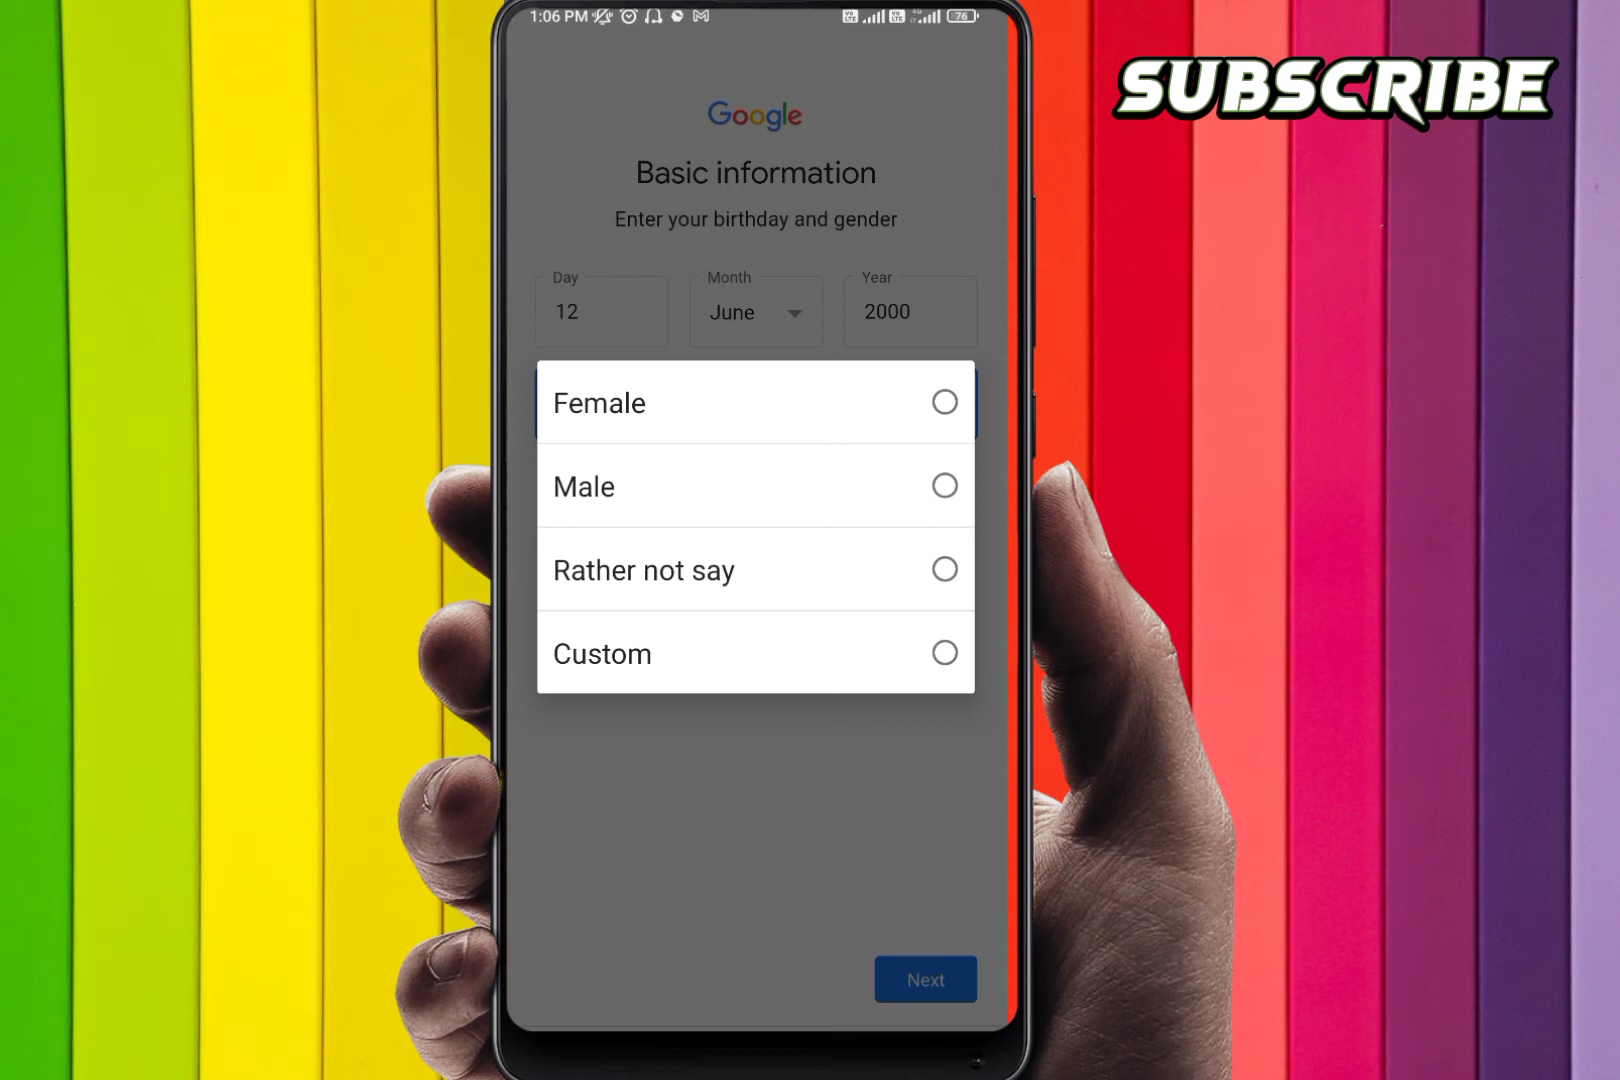 1:06 PM
76
SUBSCRIBE
Google
Basic information
Enter your birthday and gender
Day
Month
Year
12
June
2000
Female
Male
Rather not say
Custom
Next